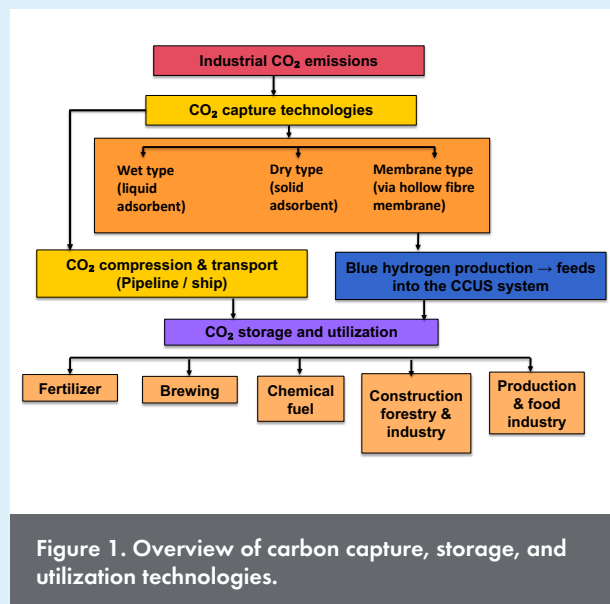 Industrial CO₂ emissions
CO₂ capture technologies
Wet type
(liquid
adsorbent)
Dry type
(solid
adsorbent)
Membrane type
(via hollow fibre
membrane)
CO₂ compression & transport
(Pipeline / ship)
Blue hydrogen production → feeds
into the CCUS system
CO₂ storage and utilization
Fertilizer
Brewing
Chemical
fuel
Construction
forestry &
industry
Production
& food
industry
Figure 1. Overview of carbon capture, storage, and
utilization technologies.